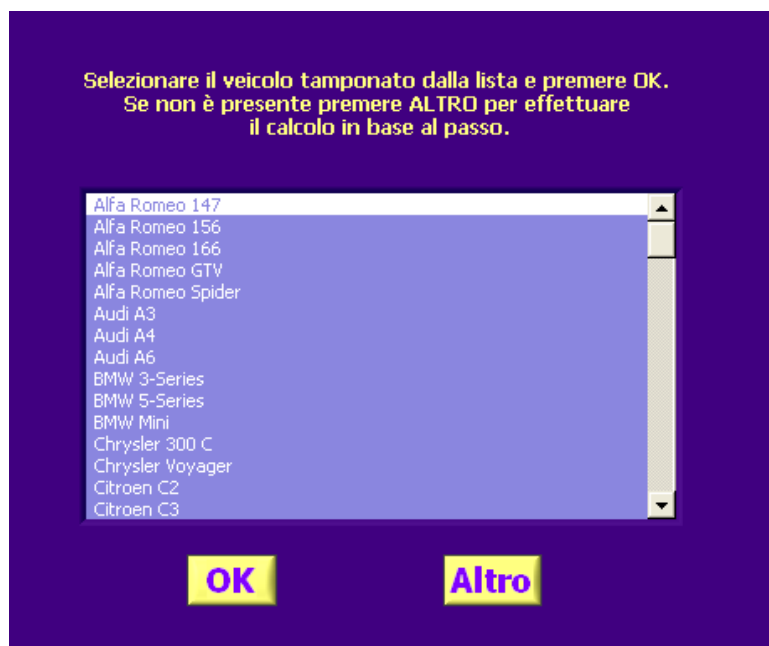 Selezionare il veicolo tamponato dalla lista e premere OK.
Se non è presente premere ALTRO per effettuare
il calcolo in base al passo.
Alfa Romeo 147
Alfa Romeo 156
Alfa Romeo 166
Alfa Romeo GTV
Alfa Romeo Spider
Audi A3
Audi A4
Audi A6
BMW 3-Series
BMW 5-Series
BMW Mini
Chrysler 300 C
Chrysler Voyager
Citroen C2
Citroen C3
OK
Altro